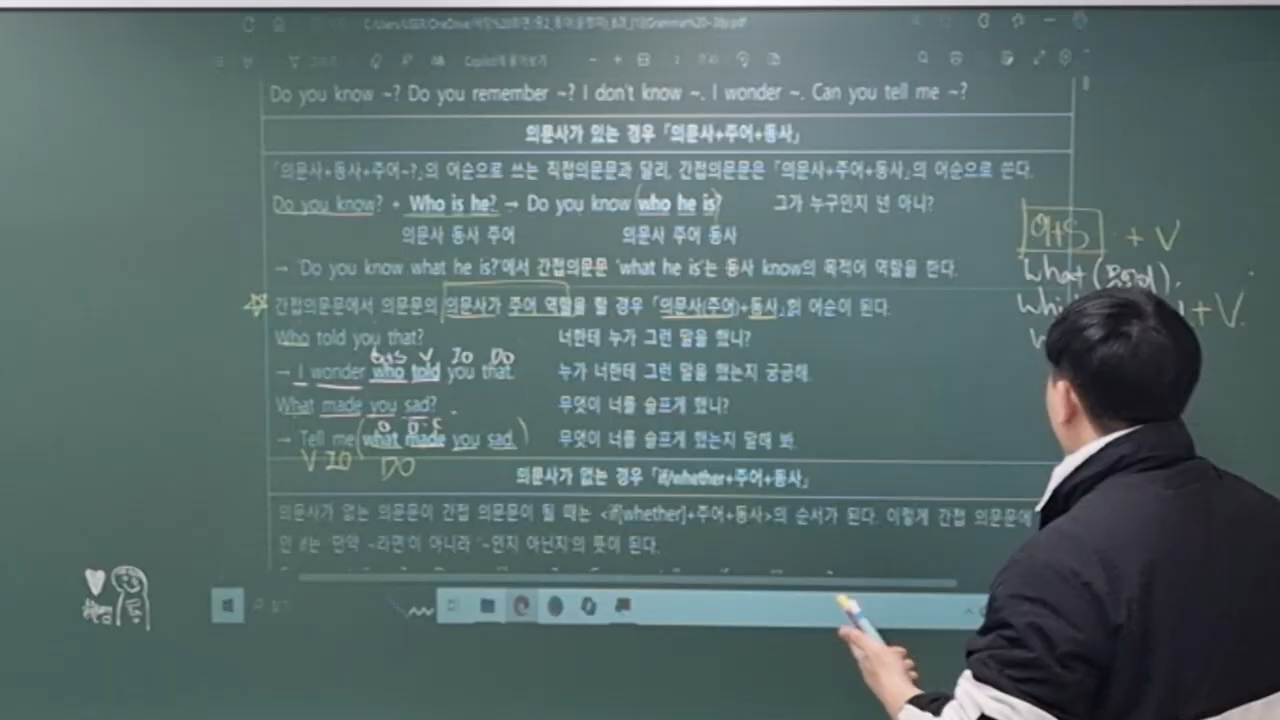 Do you know ~? Do you remember ~? I don't know ~. I wonder ~. Can you tell me ~?
의문사가 있는 경우 「의문사+주어+동사」
「의문사+동사+주어~?」의 어순으로 쓰는 직접의문문과 달리, 간접의문문은 「의문사+주어+동사」의 어순으로 쓴다.
Do you know? + Who is he? → Do you know who he is? 그가 누구인지 넌 아니?
의문사 동사 주어 의문사 주어 동사
Q+S + V
→ 'Do you know what he is?'에서 간접의문문 'what he is'는 동사 know의 목적어 역할을 한다.
What
☆ 간접의문문에서 의문문의 의문사가 주어 역할을 할 경우 「의문사(주어)+동사」의 어순이 된다.
+V
Who told you that? 너한테 누가 그런 말을 했니?
Q+S V IO DO
→ I wonder who told you that. 누가 너한테 그런 말을 했는지 궁금해.
What made you sad? 무엇이 너를 슬프게 했니?
→ Tell me (what made you sad.) 무엇이 너를 슬프게 했는지 말해 봐.
V IO DO
의문사가 없는 경우 「if/whether+주어+동사」
의문사가 없는 의문문이 간접 의문문이 될 때는 <if[whether]+주어+동사>의 순서가 된다. 이렇게 간접 의문문에
인 if는 '만약 ~라면'이 아니라 '~인지 아닌지'의 뜻이 된다.